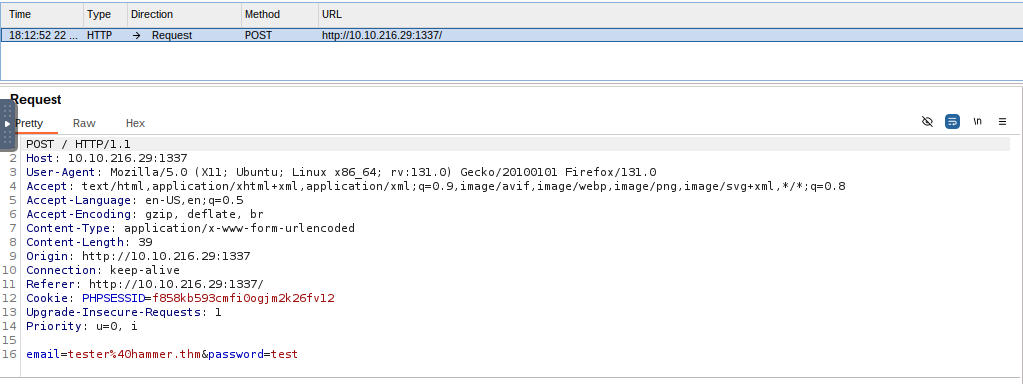 Time Type Direction Method URL
18:12:52 22 ... HTTP → Request POST http://10.10.216.29:1337/
Request
Pretty Raw Hex \n ≡
POST / HTTP/1.1
2 Host: 10.10.216.29:1337
3 User-Agent: Mozilla/5.0 (X11; Ubuntu; Linux x86_64; rv:131.0) Gecko/20100101 Firefox/131.0
4 Accept: text/html,application/xhtml+xml,application/xml;q=0.9,image/avif,image/webp,image/png,image/svg+xml,*/*;q=0.8
5 Accept-Language: en-US,en;q=0.5
6 Accept-Encoding: gzip, deflate, br
7 Content-Type: application/x-www-form-urlencoded
8 Content-Length: 39
9 Origin: http://10.10.216.29:1337
10 Connection: keep-alive
11 Referer: http://10.10.216.29:1337/
12 Cookie: PHPSESSID=f858kb593cmfi0ogjm2k26fv12
13 Upgrade-Insecure-Requests: 1
14 Priority: u=0, i
15
16 email=tester%40hammer.thm&password=test